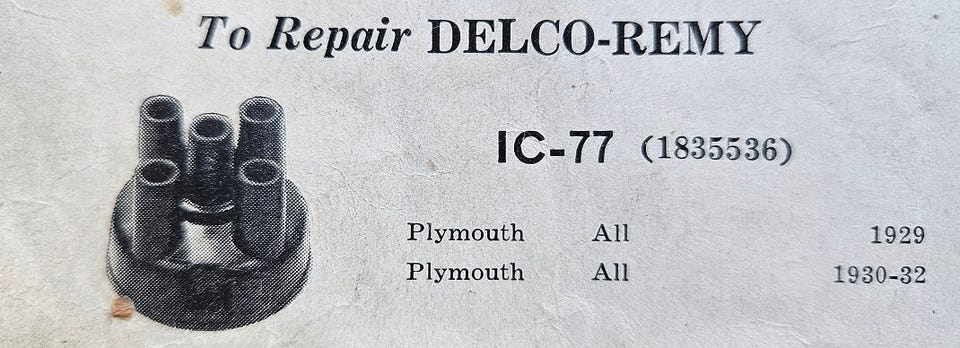 To Repair DELCO-REMY
IC-77 (1835536)
Plymouth All 1929
Plymouth All 1930-32